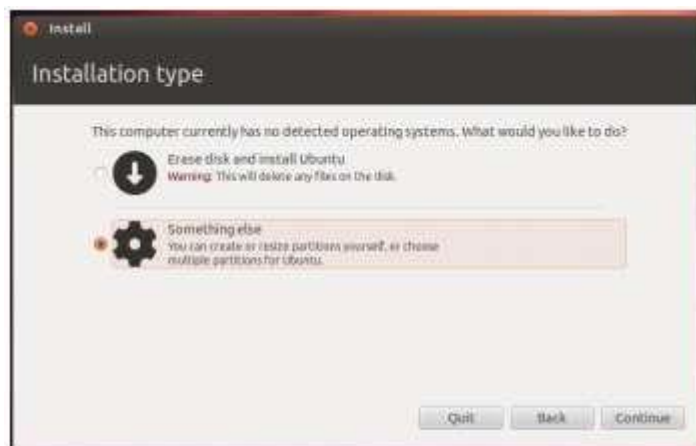 Install
Installation type
This computer currently has no detected operating systems. What would you like to do?
Erase disk and install Ubuntu
Warning: This will delete any files on the disk.
Something else
You can create or resize partitions yourself, or choose
multiple partitions for Ubuntu.
Quit Back Continue